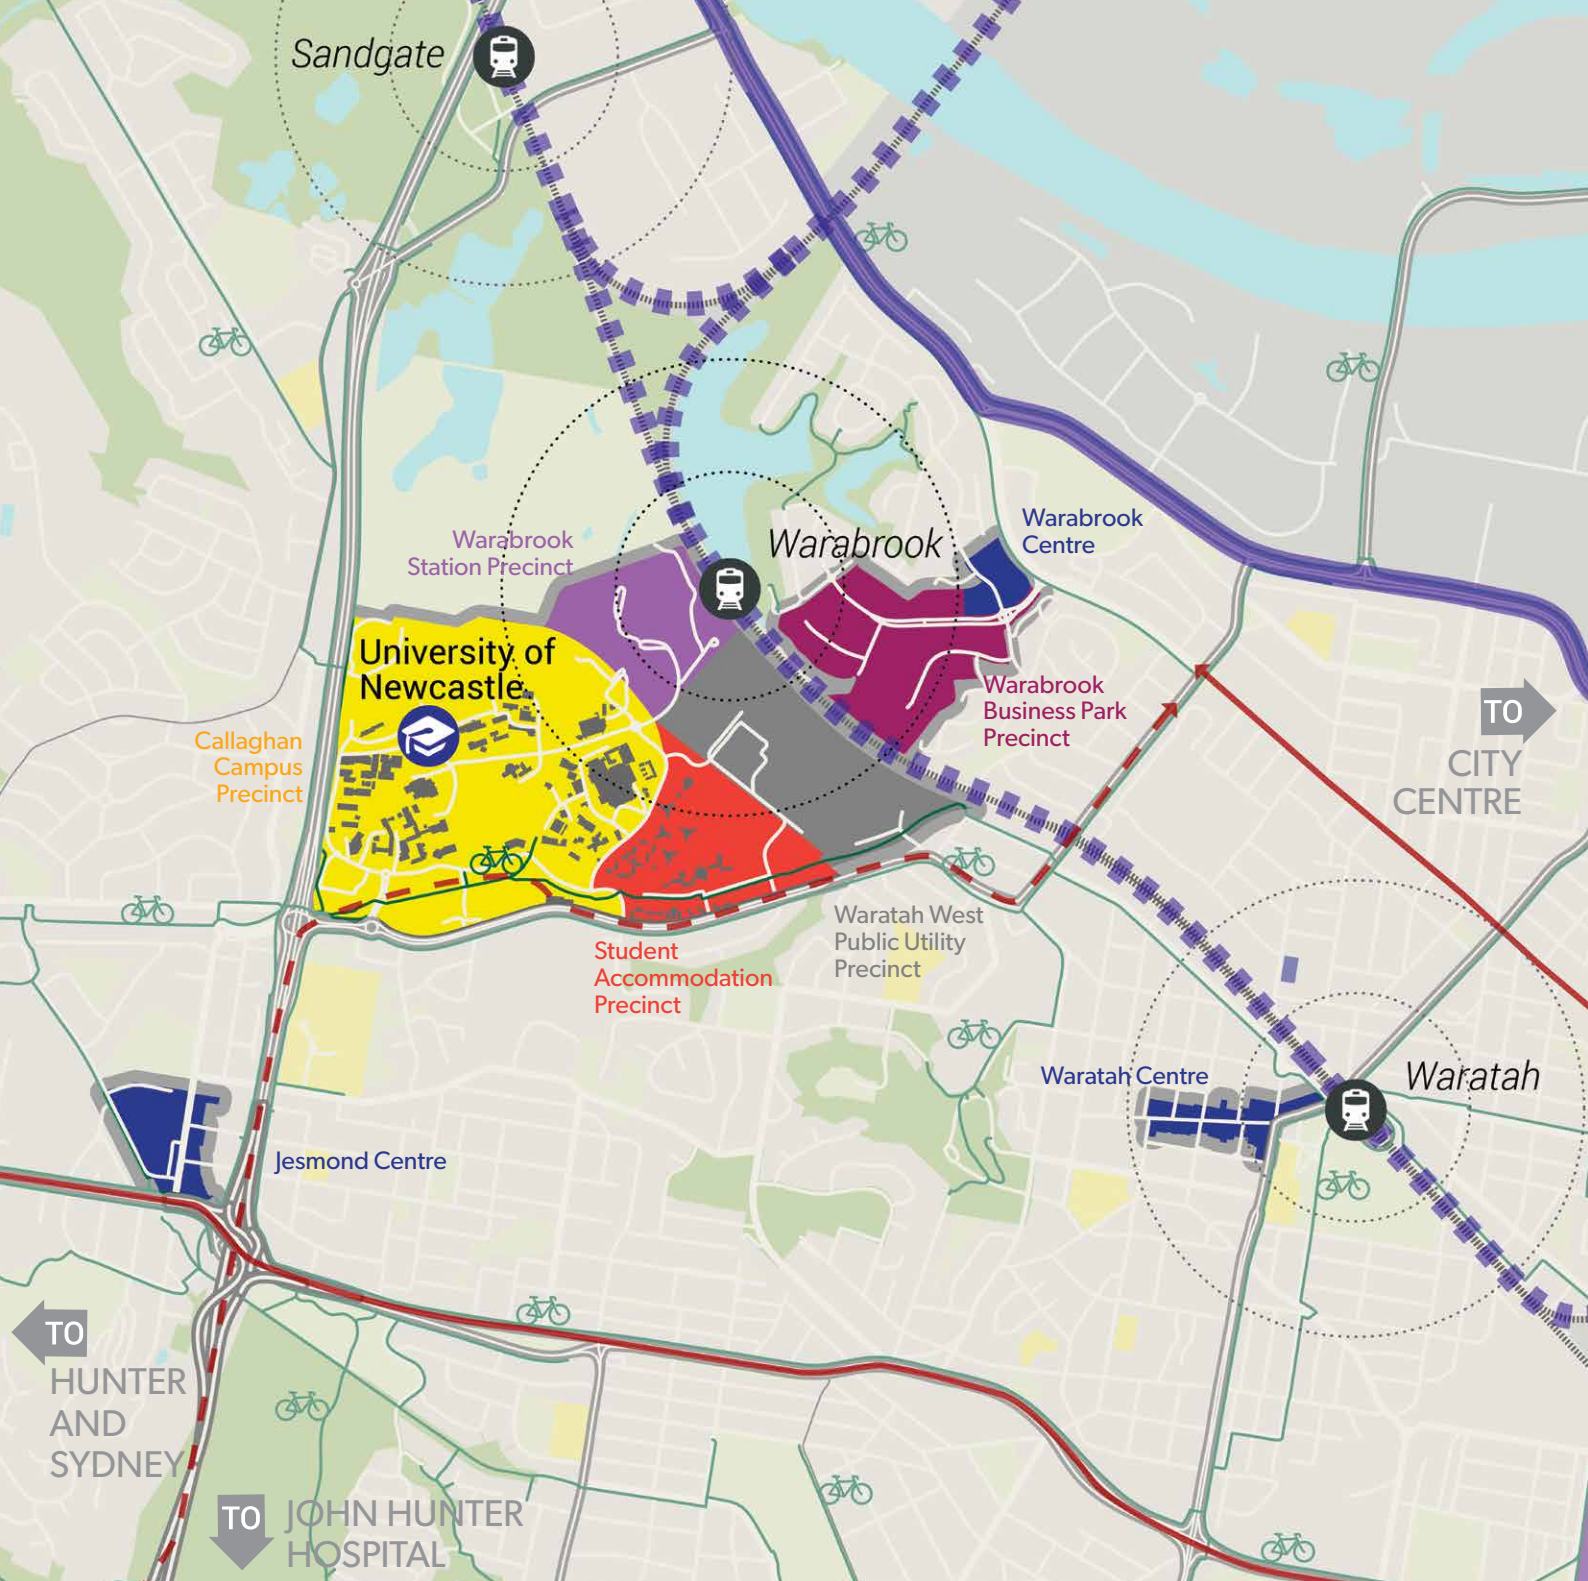 Sandgate
Warabrook
Centre
Warabrook
Warabrook
Station Precinct
University of
Newcastle
Warabrook
Business Park
Precinct
TO
CITY
CENTRE
Callaghan
Campus
Precinct
Waratah West
Public Utility
Precinct
Student
Accommodation
Precinct
Waratah Centre
Waratah
Jesmond Centre
TO
HUNTER
AND
SYDNEY
TO
JOHN HUNTER
HOSPITAL